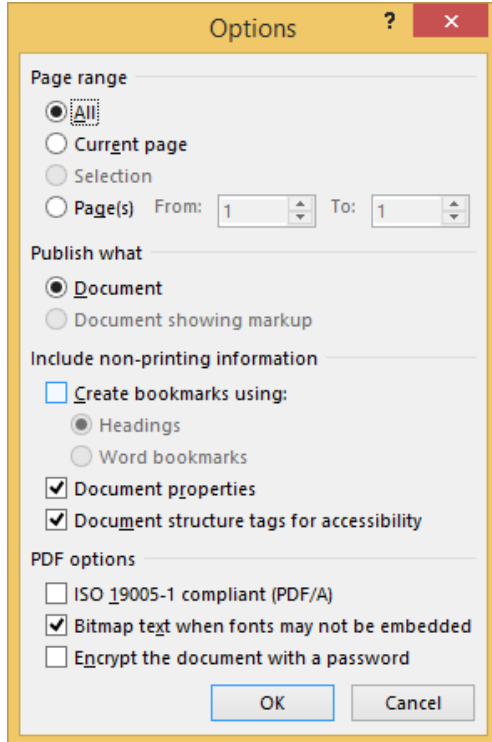 Options ?
Page range
All
Current page
Selection
Page(s) From: 1 To: 1
Publish what
Document
Document showing markup
Include non-printing information
Create bookmarks using:
Headings
Word bookmarks
Document properties
Document structure tags for accessibility
PDF options
ISO 19005-1 compliant (PDF/A)
Bitmap text when fonts may not be embedded
Encrypt the document with a password
OK Cancel